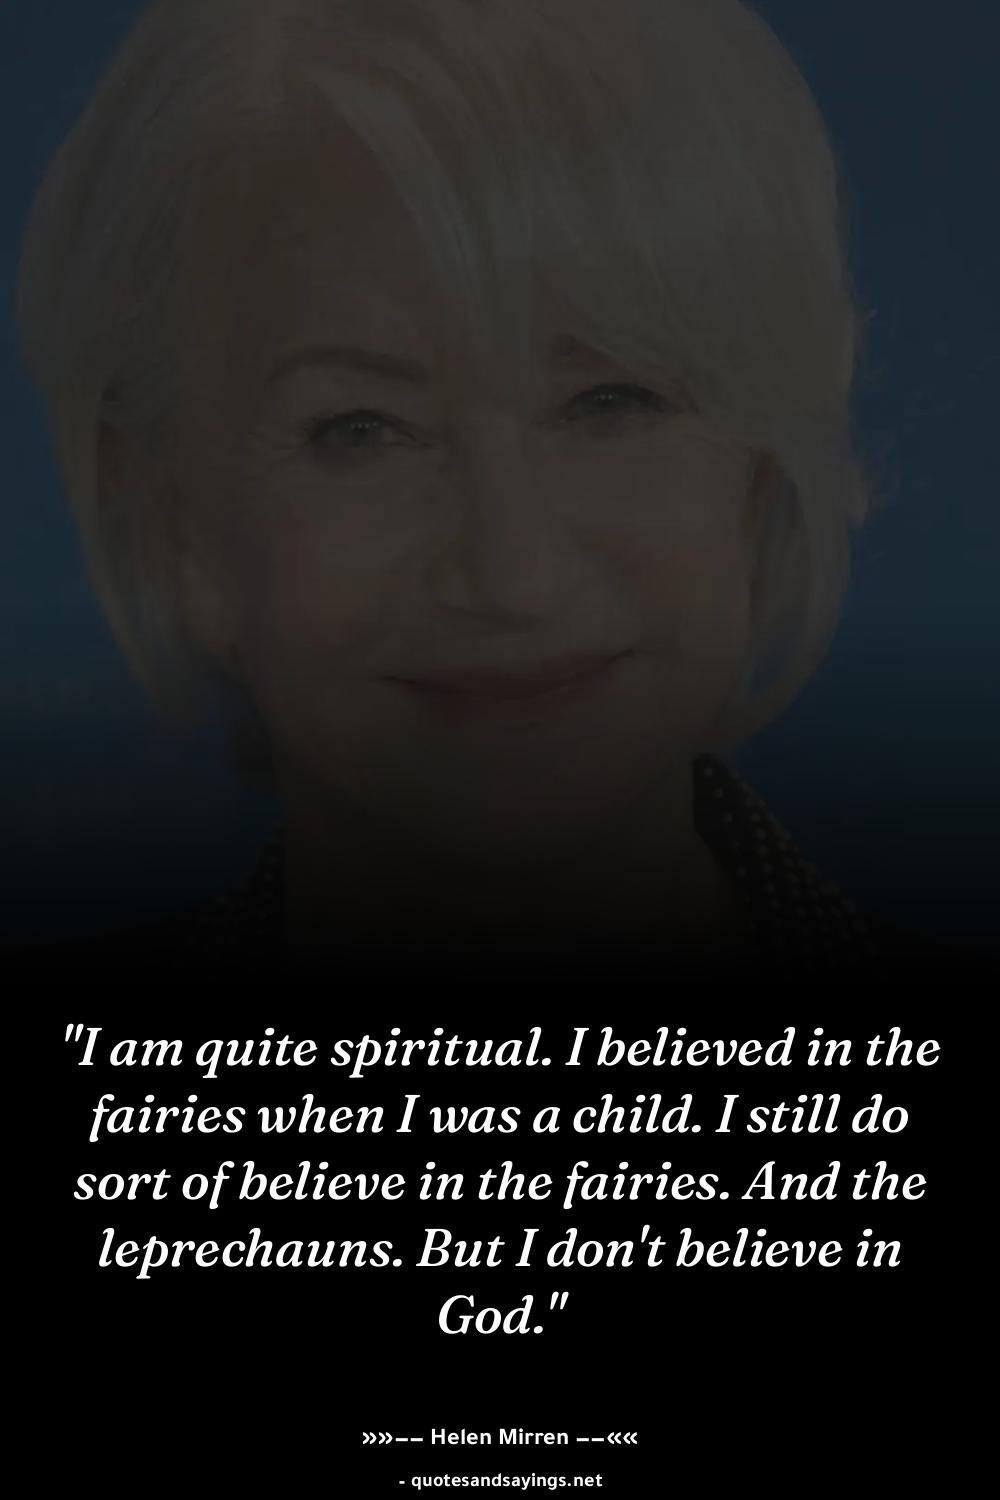 "I am quite spiritual. I believed in the
fairies when I was a child. I still do
sort of believe in the fairies. And the
leprechauns. But I don't believe in
God."
»»−− Helen Mirren −−««
- quotesandsayings.net